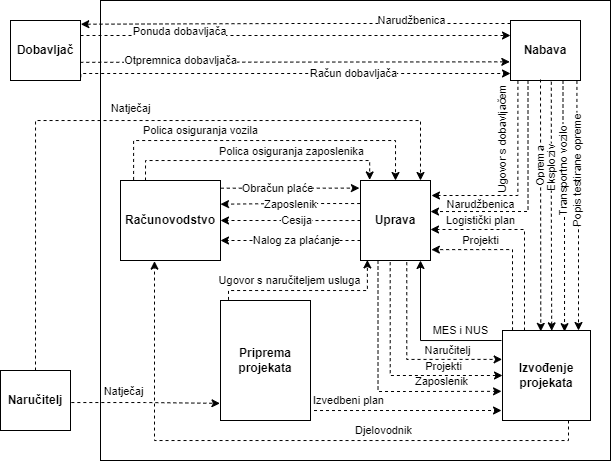 Narudžbenica
Ponuda dobavljača
Dobavljač
Nabava
Otpremnica dobavljača
Račun dobavljača
Natječaj
Ugovor s dobavljačem
Oprema
Eksploziv
Transportno vozilo
Popis testirane opreme
Polica osiguranja vozila
Polica osiguranja zaposlenika
Obračun plaće
Zaposlenik
Računovodstvo
Cesija
Uprava
Nalog za plaćanje
Narudžbenica
Logistički plan
Projekti
Ugovor s naručiteljem usluga
MES i NUS
Naručitelj
Projekti
Zaposlenik
Priprema
projekata
Izvođenje
projekata
Naručitelj
Natječaj
Izvedbeni plan
Djelovodnik